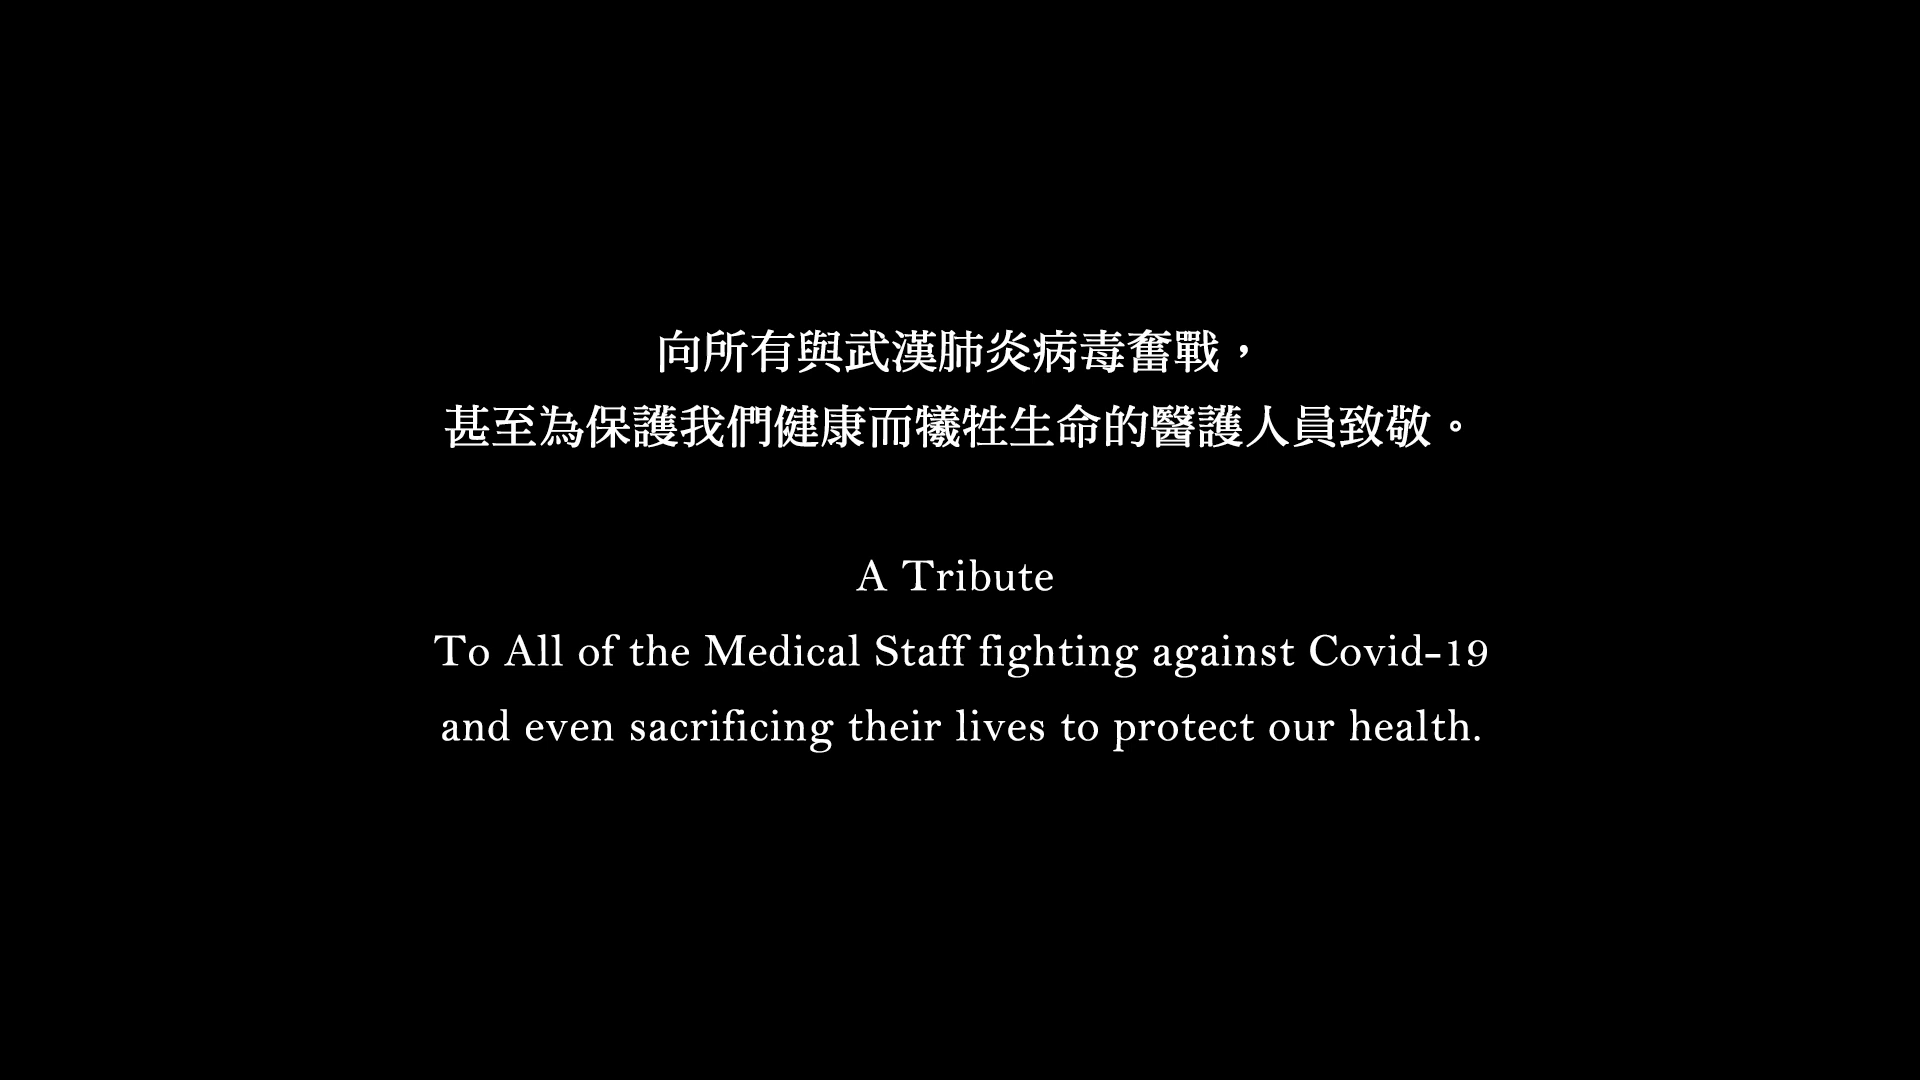 向所有與武漢肺炎病毒奮戰，
甚至為保護我們健康而犧牲生命的醫護人員致敬。
A Tribute
To All of the Medical Staff fighting against Covid-19
and even sacrificing their lives to protect our health.